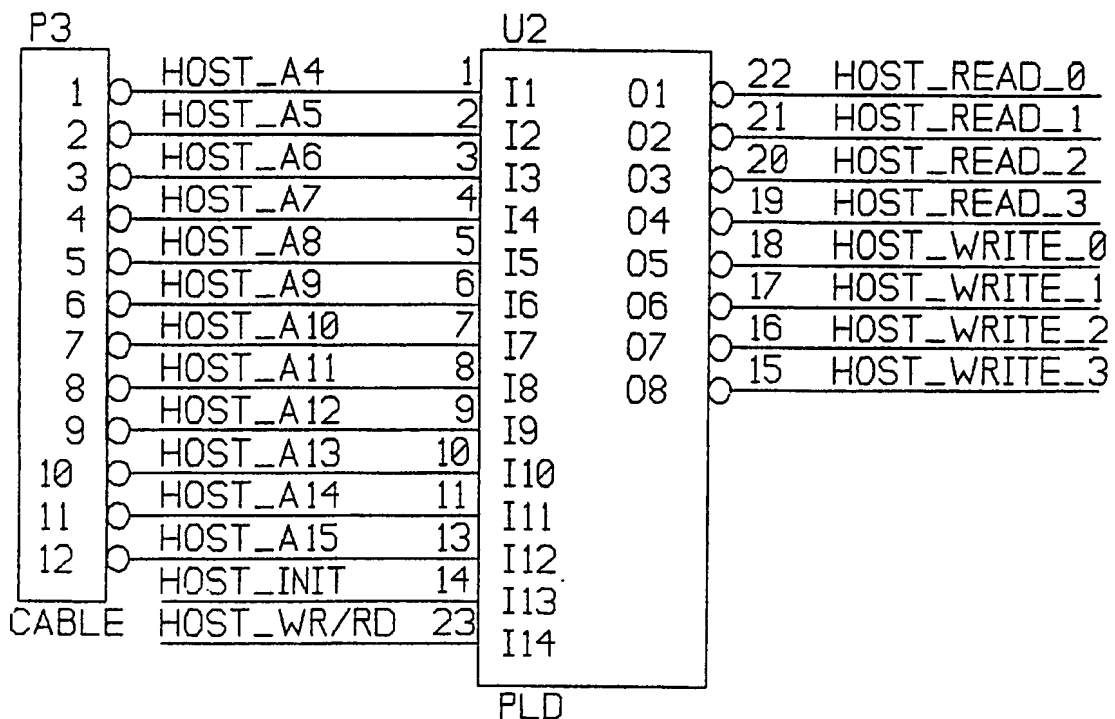 P3 U2
1 HOST_A4 1 I1 O1 22 HOST_READ_0
2 HOST_A5 2 I2 O2 21 HOST_READ_1
3 HOST_A6 3 I3 O3 20 HOST_READ_2
4 HOST_A7 4 I4 O4 19 HOST_READ_3
5 HOST_A8 5 I5 O5 18 HOST_WRITE_0
6 HOST_A9 6 I6 O6 17 HOST_WRITE_1
7 HOST_A10 7 I7 O7 16 HOST_WRITE_2
8 HOST_A11 8 I8 O8 15 HOST_WRITE_3
9 HOST_A12 9 I9
10 HOST_A13 10 I10
11 HOST_A14 11 I11
12 HOST_A15 13 I12
HOST_INIT 14 I13
CABLE HOST_WR/RD 23 I14
PLD